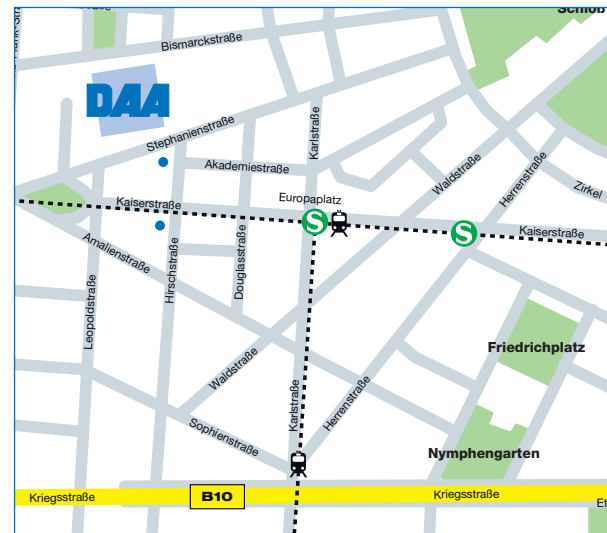 Schloß
Bismarckstraße
DAA
Stephanienstraße
Karlstraße
Akademiestraße
Waldstraße
Herrenstraße
Zirkel
Europaplatz
Kaiserstraße
S
S
Kaiserstraße
Amalienstraße
Hirschstraße
Douglasstraße
Leopoldstraße
Friedrichplatz
Waldstraße
Karlstraße
Herrenstraße
Sophienstraße
Nymphengarten
Kriegsstraße
B10
Kriegsstraße
Et